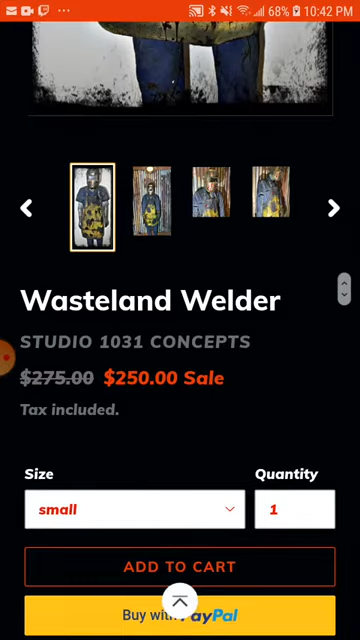 68% 10:42 PM
Wasteland Welder
STUDIO 1031 CONCEPTS
$275.00 $250.00 Sale
Tax included.
Size Quantity
small 1
ADD TO CART
Buy with PayPal